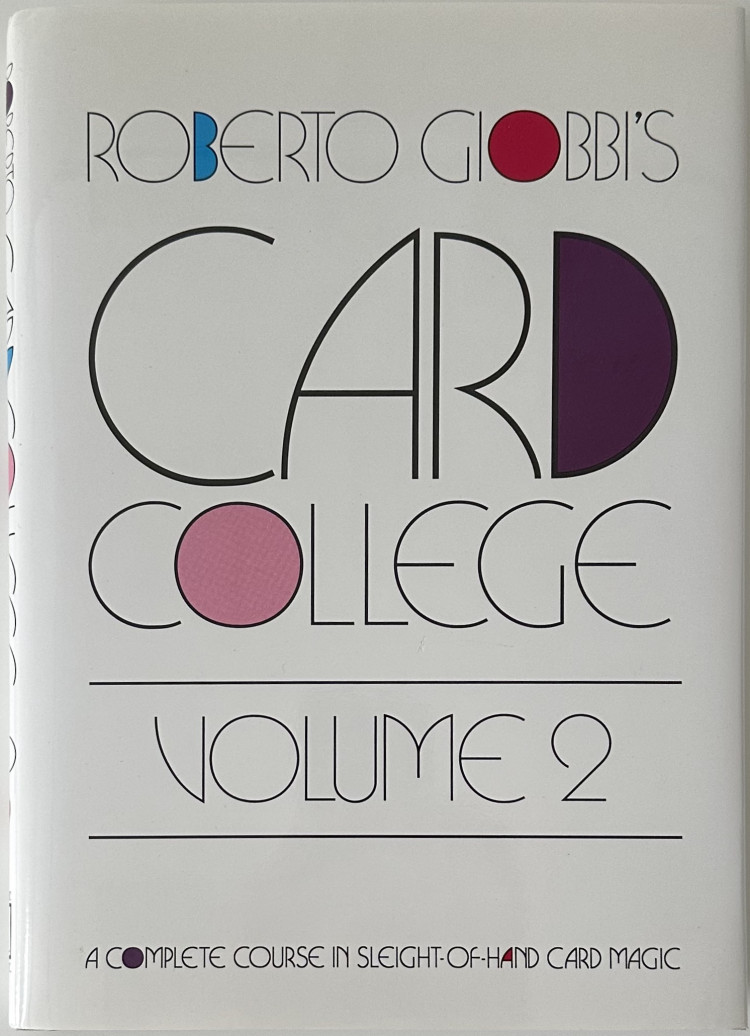 ROBERTO GIOBBI'S
CARD
COLLEGE
VOLUME 2
A COMPLETE COURSE IN SLEIGHT-OF-HAND CARD MAGIC